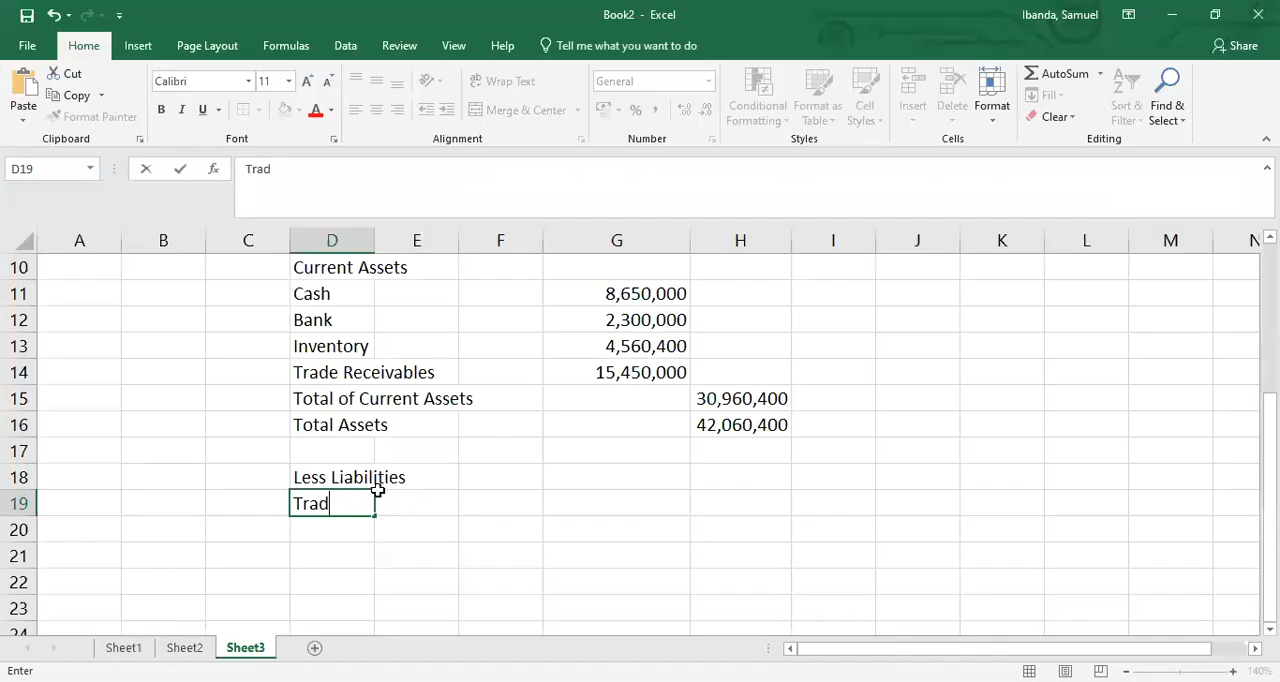 Book2 - Excel
Ibanda, Samuel
File Home Insert Page Layout Formulas Data Review View Help Tell me what you want to do Share
Paste
Cut
Copy
Format Painter
Clipboard
Calibri 11
B I U
Font
Wrap Text
Merge & Center
Alignment
General
Number
Conditional Formatting
Format as Table
Cell Styles
Styles
Insert Delete Format
Cells
AutoSum
Fill
Clear
Sort & Filter
Find & Select
Editing
D19 fx Trad
A B C D E F G H I J K L M N
10 Current Assets
11 Cash 8,650,000
12 Bank 2,300,000
13 Inventory 4,560,400
14 Trade Receivables 15,450,000
15 Total of Current Assets 30,960,400
16 Total Assets 42,060,400
17
18 Less Liabilities
19 Trad
20
21
22
23
24
Sheet1 Sheet2 Sheet3
Enter
140%